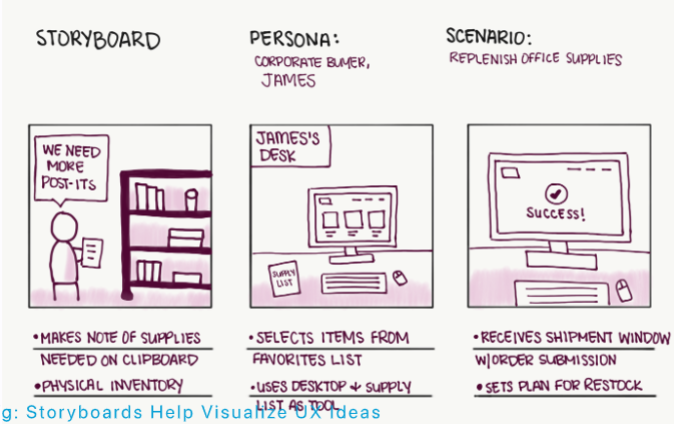 STORYBOARD
PERSONA:
CORPORATE BUYER,
JAMES
SCENARIO:
REPLENISH OFFICE SUPPLIES
WE NEED
MORE
POST-ITS
JAMES'S
DESK
SUPPLY
LIST
SUCCESS!
•MAKES NOTE OF SUPPLIES
NEEDED ON CLIPBOARD
•PHYSICAL INVENTORY
•SELECTS ITEMS FROM
FAVORITES LIST
•USES DESKTOP + SUPPLY
LIST AS TOOL
•RECEIVES SHIPMENT WINDOW
W/ORDER SUBMISSION
•SETS PLAN FOR RESTOCK
g: Storyboards Help Visualize UX Ideas